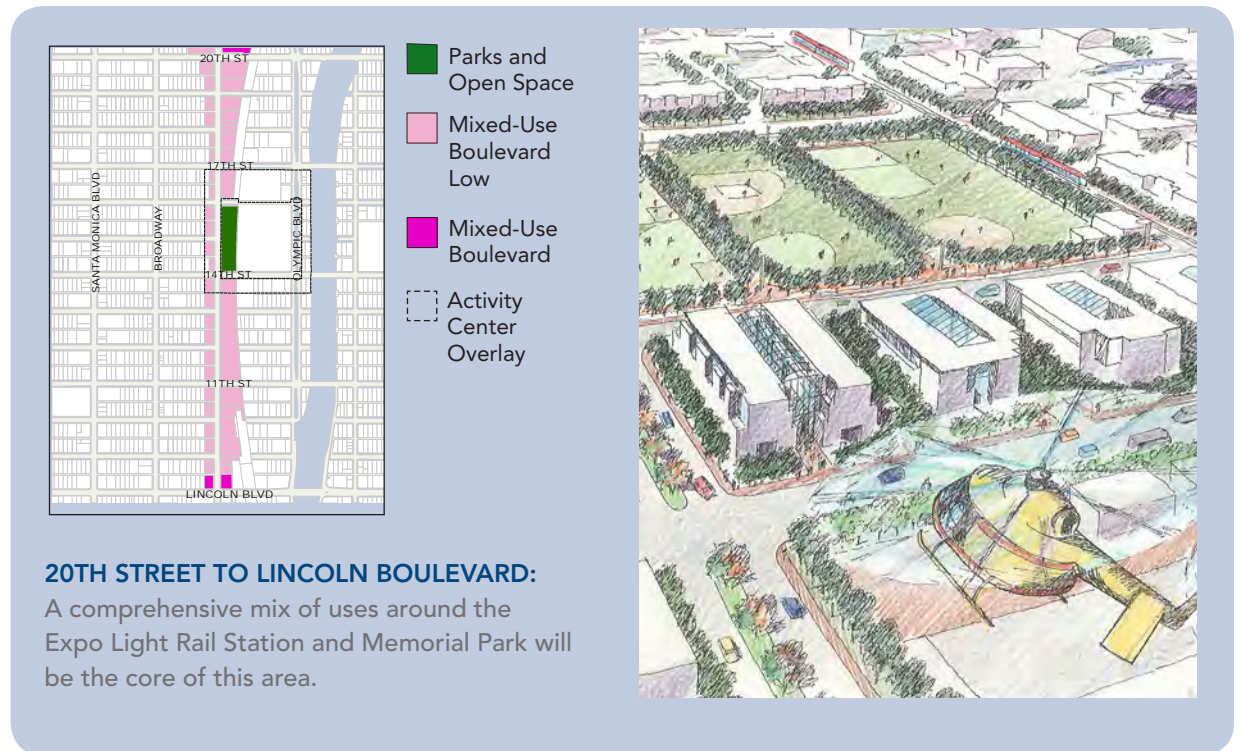 20TH ST
17TH ST
SANTA MONICA BLVD
BROADWAY
OLYMPIC BLVD
14TH ST
11TH ST
LINCOLN BLVD
Parks and
Open Space
Mixed-Use
Boulevard
Low
Mixed-Use
Boulevard
Activity
Center
Overlay
20TH STREET TO LINCOLN BOULEVARD:
A comprehensive mix of uses around the
Expo Light Rail Station and Memorial Park will
be the core of this area.